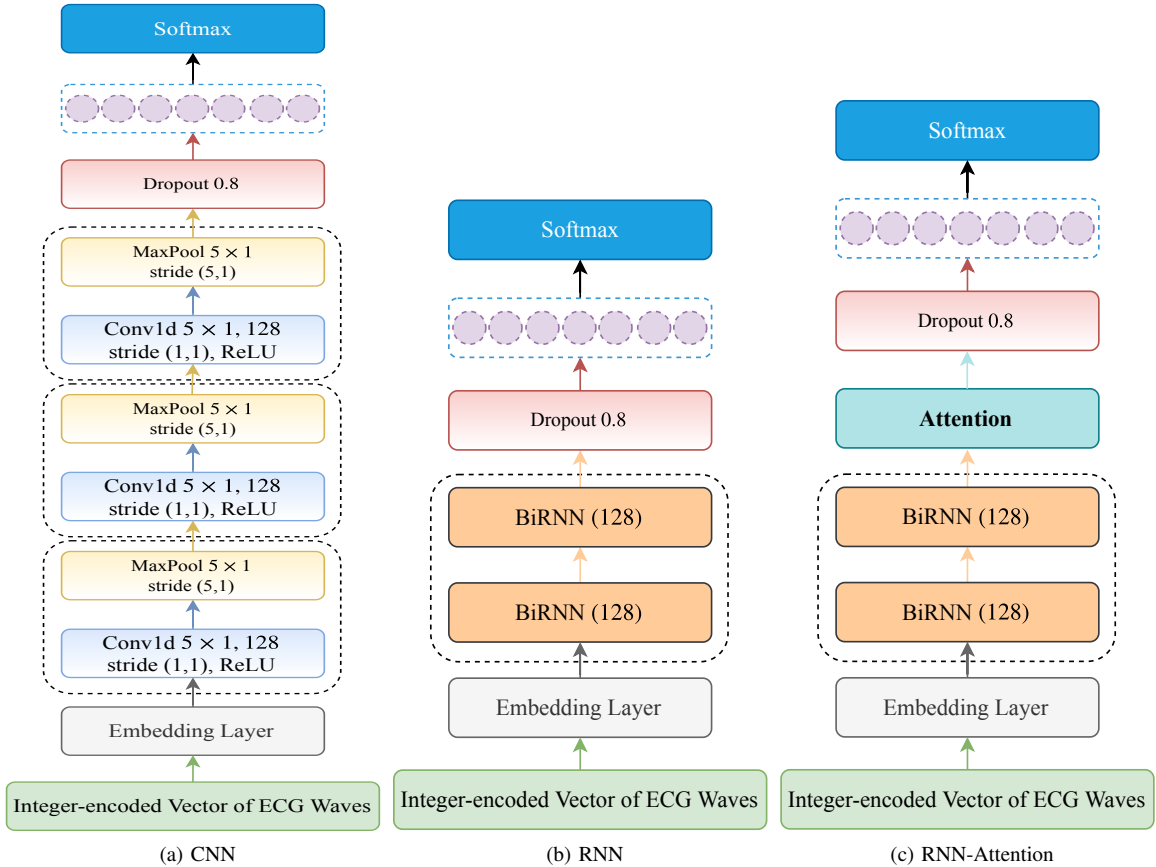 Softmax
Dropout 0.8
MaxPool 5 × 1
stride (5,1)
Conv1d 5 × 1, 128
stride (1,1), ReLU
MaxPool 5 × 1
stride (5,1)
Conv1d 5 × 1, 128
stride (1,1), ReLU
MaxPool 5 × 1
stride (5,1)
Conv1d 5 × 1, 128
stride (1,1), ReLU
Embedding Layer
Integer-encoded Vector of ECG Waves
(a) CNN
Softmax
Dropout 0.8
BiRNN (128)
BiRNN (128)
Embedding Layer
Integer-encoded Vector of ECG Waves
(b) RNN
Softmax
Dropout 0.8
Attention
BiRNN (128)
BiRNN (128)
Embedding Layer
Integer-encoded Vector of ECG Waves
(c) RNN-Attention